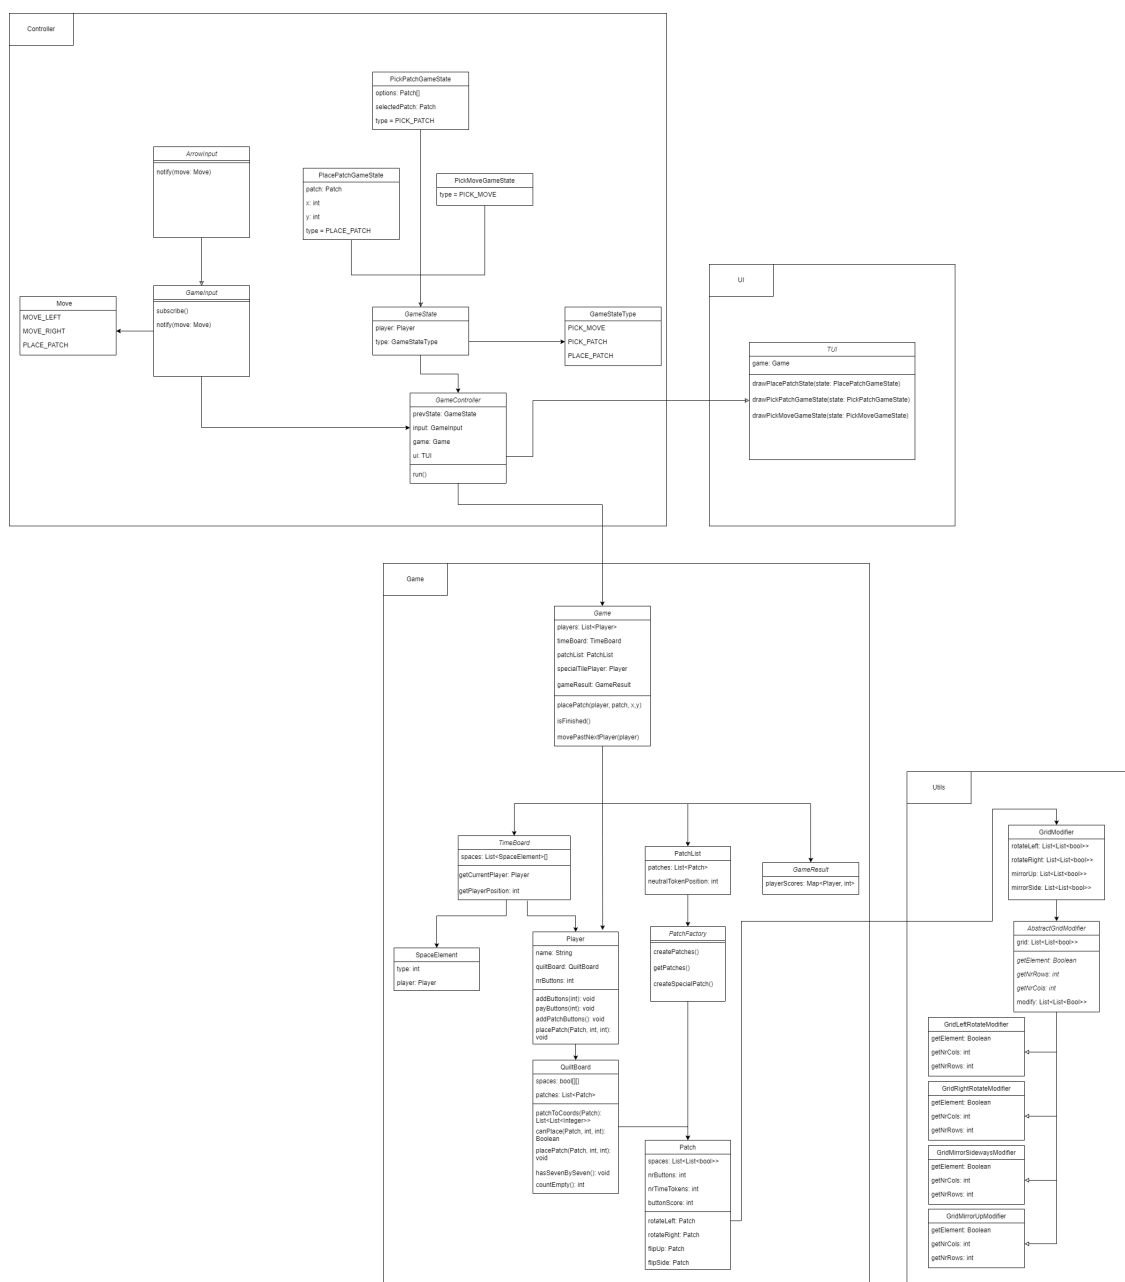 Controller
PickPatchGameState
options: Patch[]
selectedPatch: Patch
type = PICK_PATCH
ArrowInput
notify(move: Move)
PlacePatchGameState
patch: Patch
x: int
y: int
type = PLACE_PATCH
PickMoveGameState
type = PICK_MOVE
Move
MOVE_LEFT
MOVE_RIGHT
PLACE_PATCH
GameInput
subscribe()
notify(move: Move)
GameState
player: Player
type: GameStateType
GameStateType
PICK_MOVE
PICK_PATCH
PLACE_PATCH
GameController
prevState: GameState
input: GameInput
game: Game
ui: TUI
run()
UI
TUI
game: Game
drawPlacePatchState(state: PlacePatchGameState)
drawPickPatchGameState(state: PickPatchGameState)
drawPickMoveGameState(state: PickMoveGameState)
Game
Game
players: List<Player>
timeBoard: TimeBoard
patchList: PatchList
specialTilePlayer: Player
gameResult: GameResult
placePatch(player, patch, x,y)
isFinished()
movePastNextPlayer(player)
TimeBoard
spaces: List<SpaceElement>[]
getCurrentPlayer: Player
getPlayerPosition: int
PatchList
patches: List<Patch>
neutralTokenPosition: int
GameResult
playerScores: Map<Player, int>
SpaceElement
type: int
player: Player
Player
name: String
quiltBoard: QuiltBoard
nrButtons: int
addButtons(int): void
payButtons(int): void
addPatchButtons(): void
placePatch(Patch, int, int):
void
PatchFactory
createPatches()
getPatches()
createSpecialPatch()
QuiltBoard
spaces: bool[][]
patches: List<Patch>
patchToCoords(Patch):
List<List<Integer>>
canPlace(Patch, int, int):
Boolean
placePatch(Patch, int, int):
void
hasSevenBySeven(): void
countEmpty(): int
Patch
spaces: List<List<bool>>
nrButtons: int
nrTimeTokens: int
buttonScore: int
rotateLeft: Patch
rotateRight: Patch
flipUp: Patch
flipSide: Patch
Utils
GridModifier
rotateLeft: List<List<bool>>
rotateRight: List<List<bool>>
mirrorUp: List<List<bool>>
mirrorSide: List<List<bool>>
AbstractGridModifier
grid: List<List<bool>>
getElement: Boolean
getNrRows: int
getNrCols: int
modify: List<List<Bool>>
GridLeftRotateModifier
getElement: Boolean
getNrCols: int
getNrRows: int
GridRightRotateModifier
getElement: Boolean
getNrCols: int
getNrRows: int
GridMirrorSidewaysModifier
getElement: Boolean
getNrCols: int
getNrRows: int
GridMirrorUpModifier
getElement: Boolean
getNrCols: int
getNrRows: int